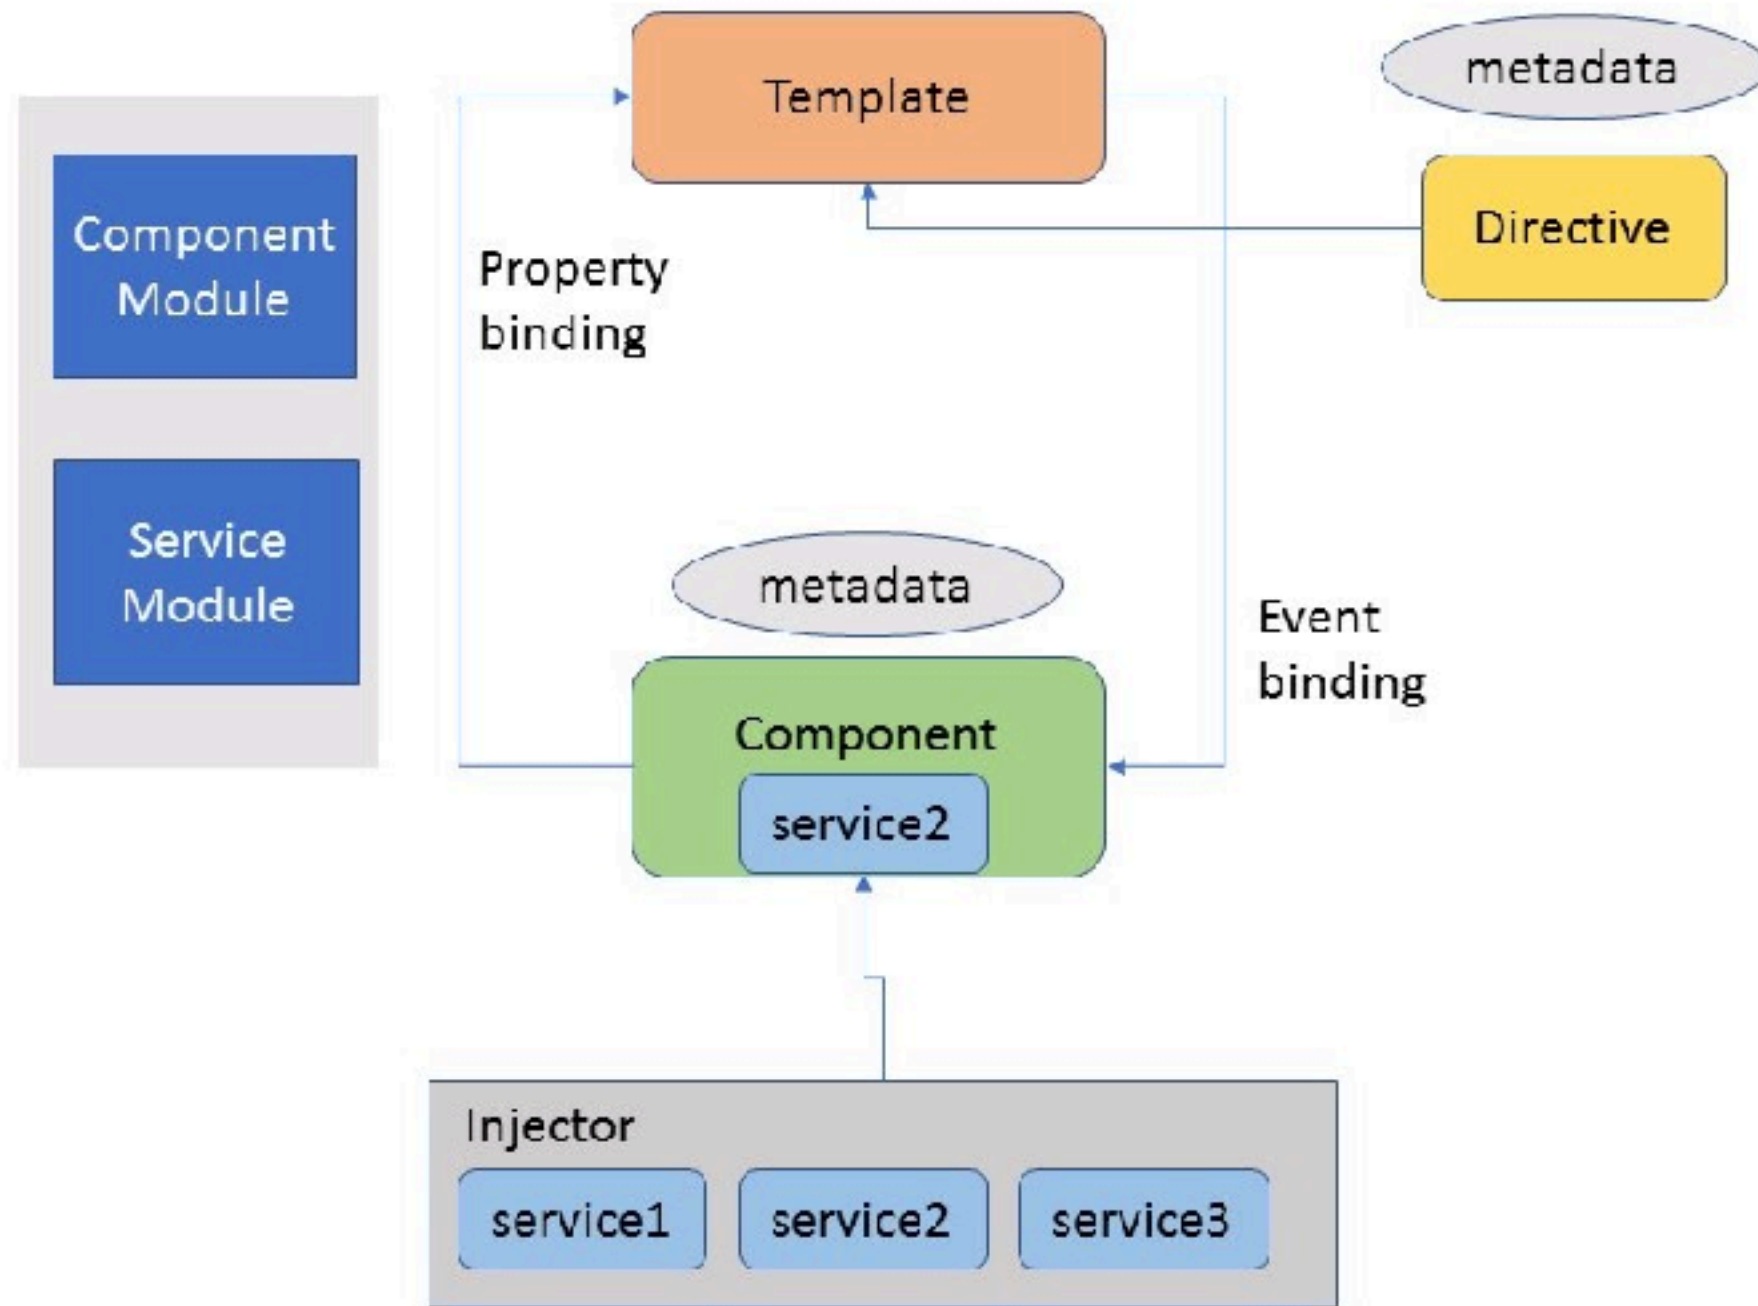 Template
metadata
Component
Module
Directive
Property
binding
Service
Module
metadata
Event
binding
Component
service2
Injector
service1
service2
service3